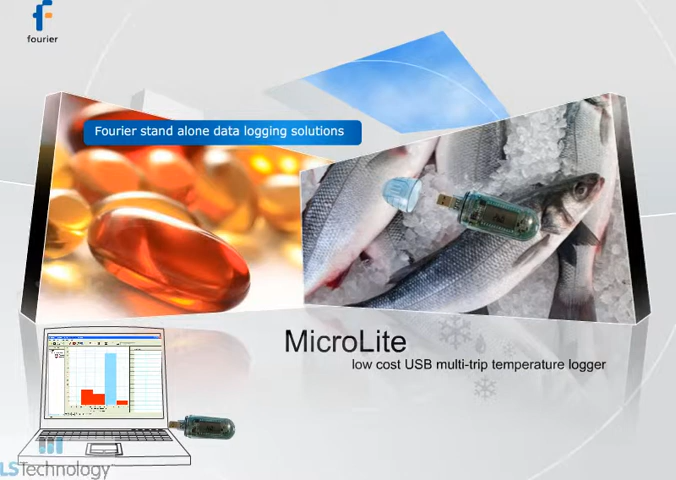 fourier
Fourier stand alone data logging solutions
MicroLite
low cost USB multi-trip temperature logger
LSTechnology